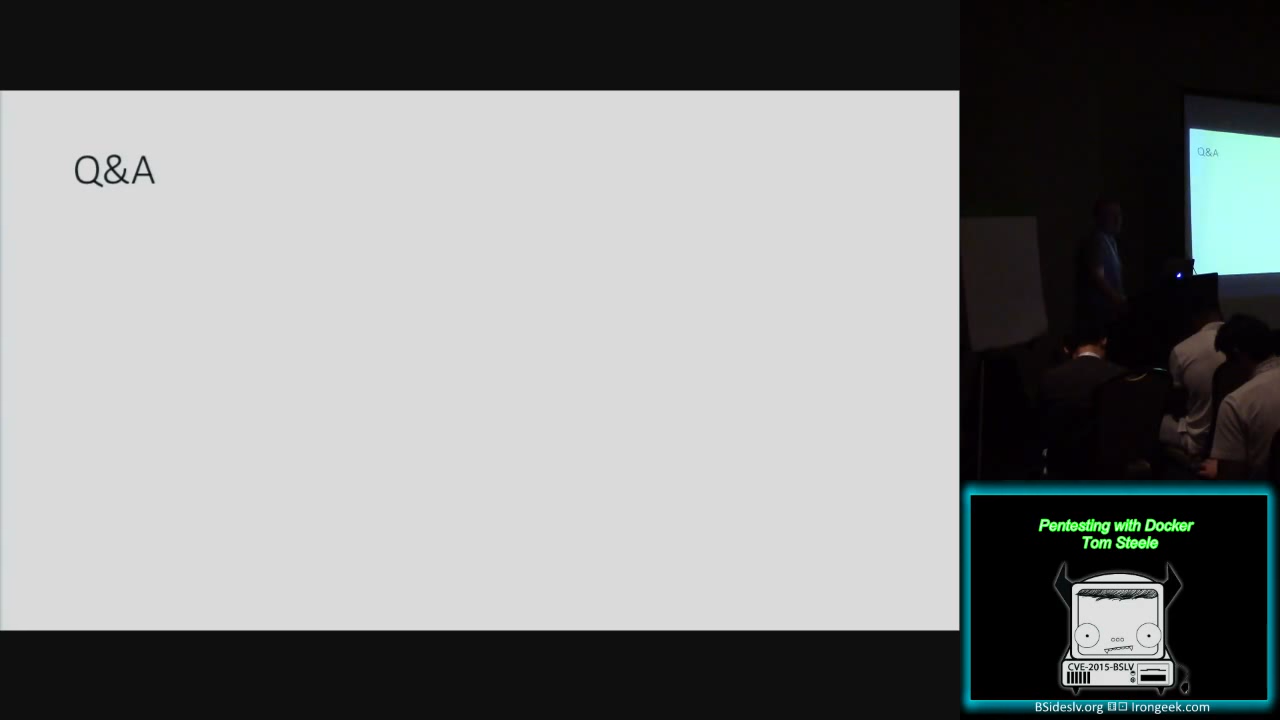 Q&A
Q&A
Pentesting with Docker
Tom Steele
CVE-2015-BSLV
BSideslv.org ⚅⚀ Irongeek.com